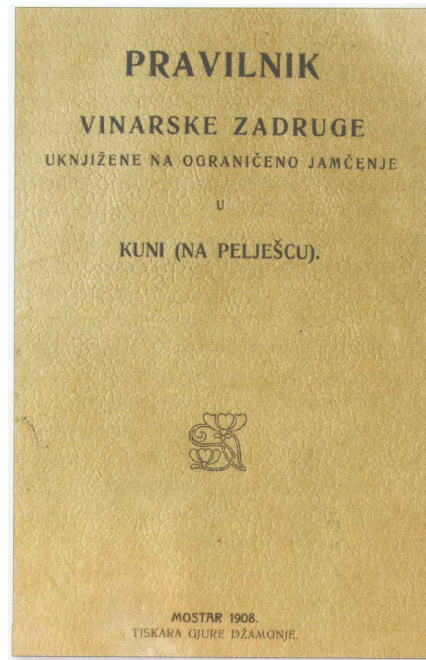 PRAVILNIK
VINARSKE ZADRUGE
UKNJIŽENE NA OGRANIČENO JAMČENJE
U
KUNI (NA PELJEŠCU).
MOSTAR 1908.
TISKARA GJURE DŽAMONJE.